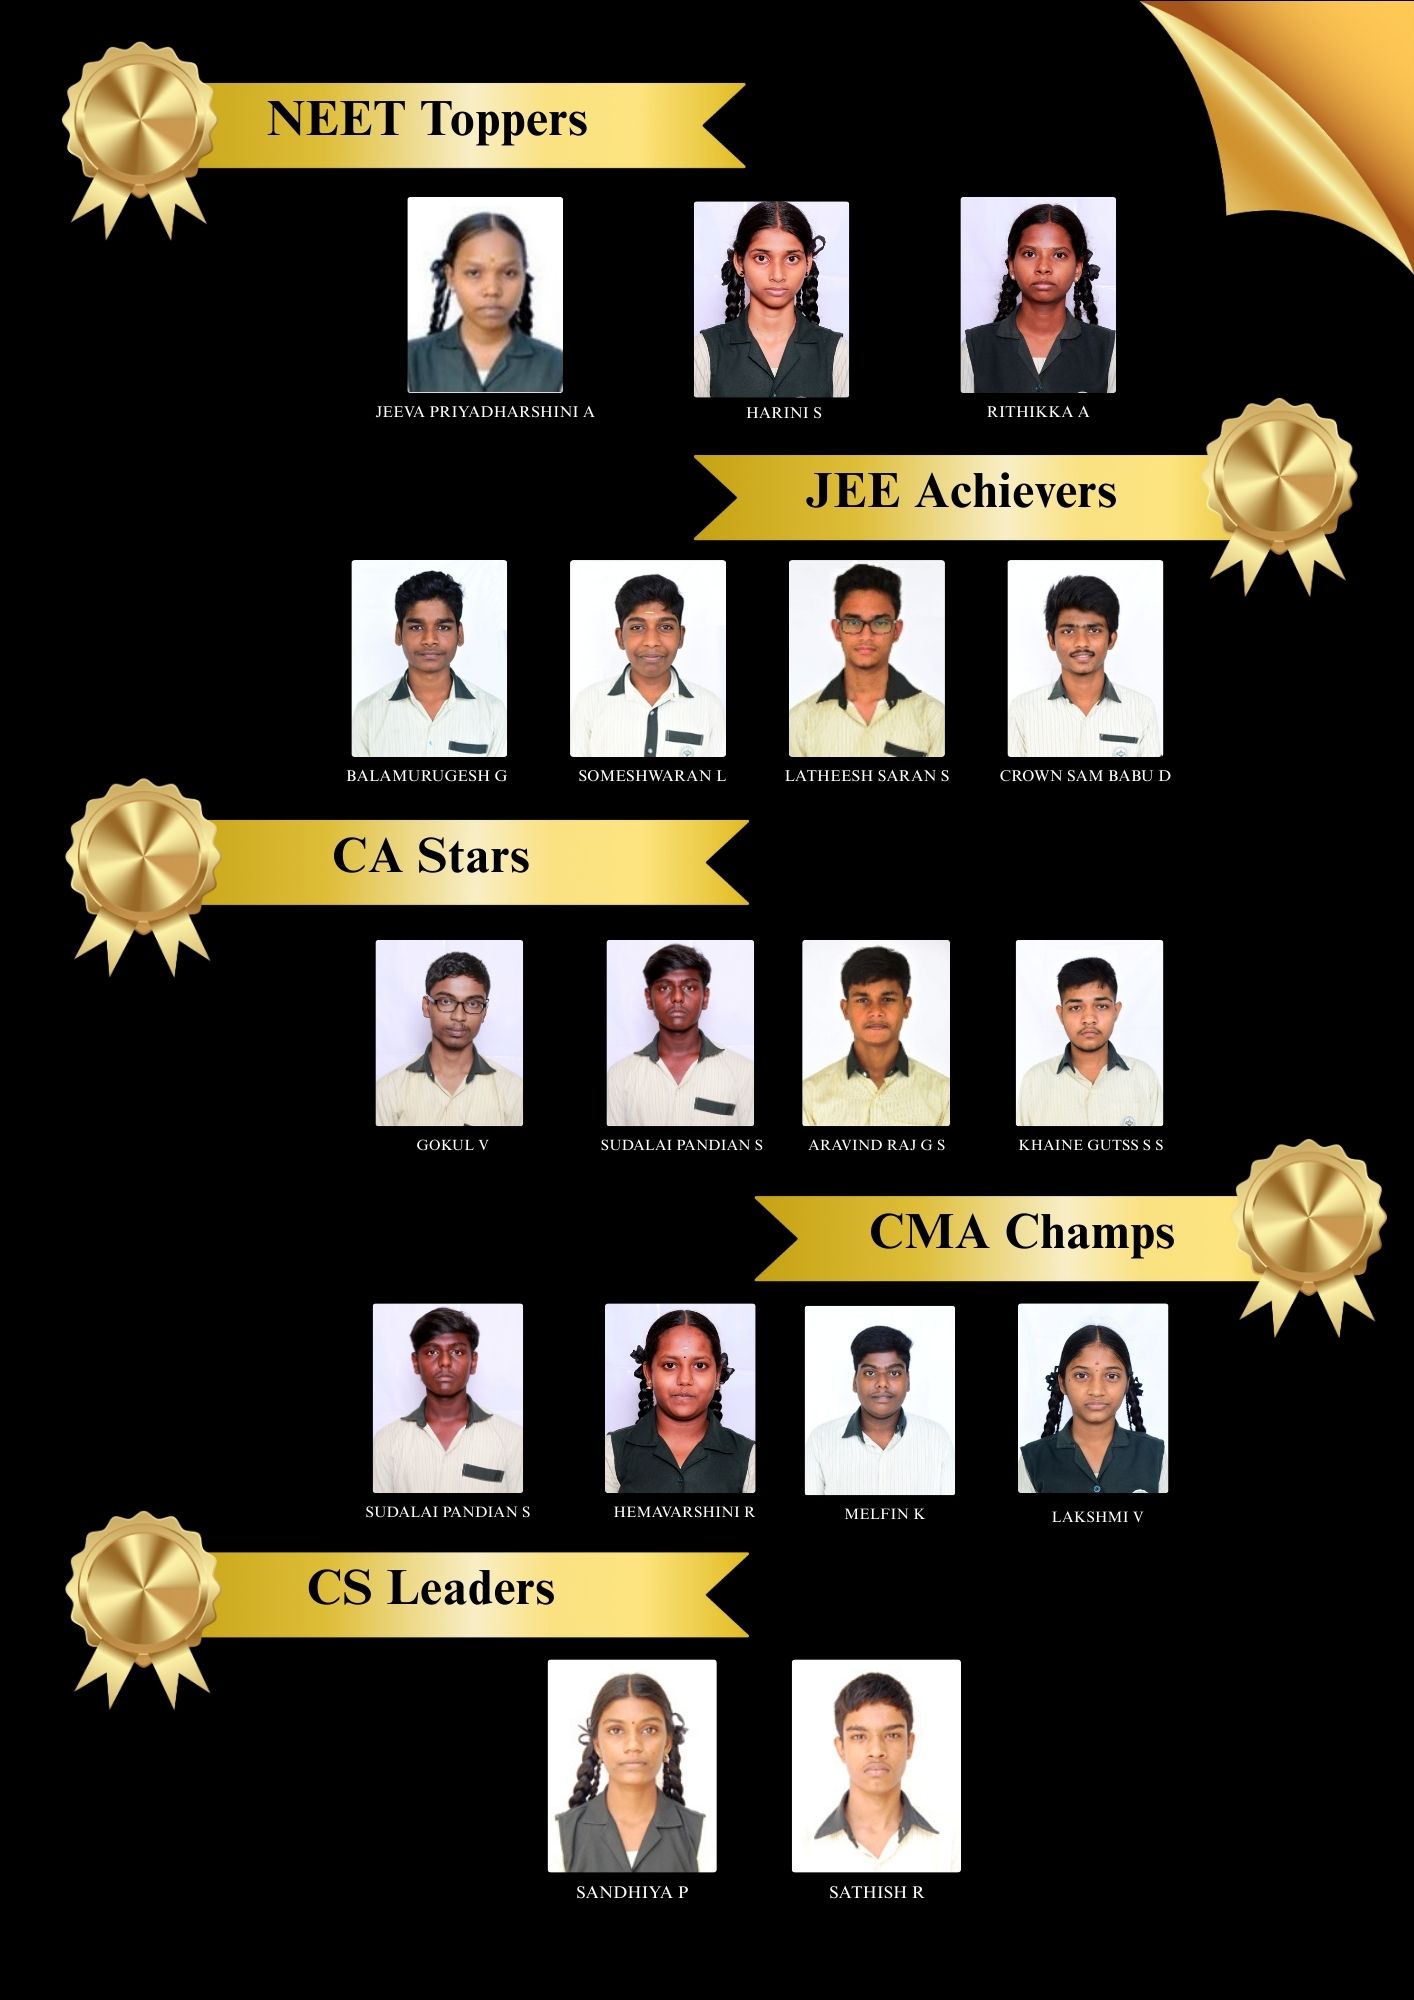 NEET Toppers
JEEVA PRIYADHARSHINI A
HARINI S
RITHIKKA A
JEE Achievers
BALAMURUGESH G
SOMESHWARAN L
LATHEESH SARAN S
CROWN SAM BABU D
CA Stars
GOKUL V
SUDALAI PANDIAN S
ARAVIND RAJ G S
KHAINE GUTSS S S
CMA Champs
SUDALAI PANDIAN S
HEMAVARSHINI R
MELFIN K
LAKSHMI V
CS Leaders
SANDHIYA P
SATHISH R